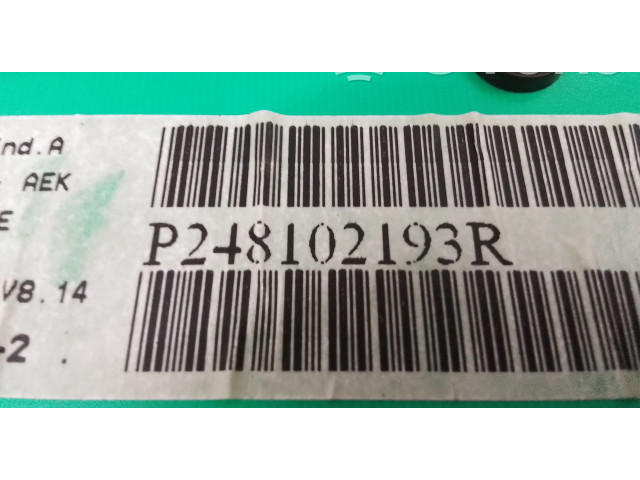 Ind.A
AEK
E
P248102193R
V8.14
-2 .